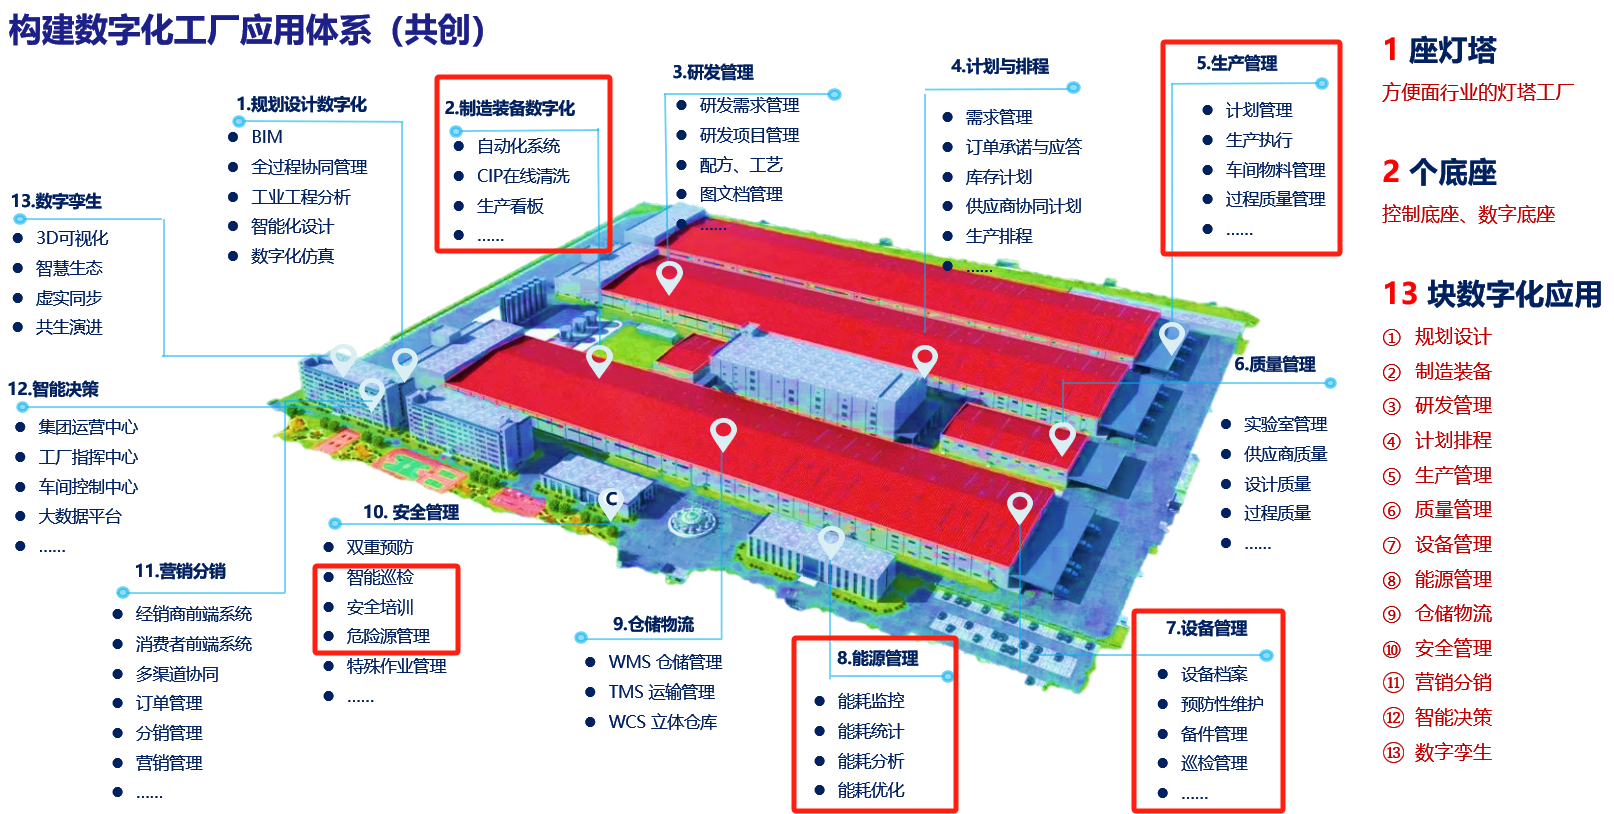 构建数字化工厂应用体系（共创）
1.规划设计数字化
BIM
全过程协同管理
工业工程分析
智能化设计
数字化仿真
2.制造装备数字化
自动化系统
CIP在线清洗
生产看板
......
3.研发管理
研发需求管理
研发项目管理
配方、工艺
图文档管理
......
4.计划与排程
需求管理
订单承诺与应答
库存计划
供应商协同计划
生产排程
......
5.生产管理
计划管理
生产执行
车间物料管理
过程质量管理
......
6.质量管理
实验室管理
供应商质量
设计质量
过程质量
......
7.设备管理
设备档案
预防性维护
备件管理
巡检管理
......
8.能源管理
能耗监控
能耗统计
能耗分析
能耗优化
9.仓储物流
WMS 仓储管理
TMS 运输管理
WCS 立体仓库
10. 安全管理
双重预防
智能巡检
安全培训
危险源管理
特殊作业管理
......
11.营销分销
经销商前端系统
消费者前端系统
多渠道协同
订单管理
分销管理
营销管理
......
12.智能决策
集团运营中心
工厂指挥中心
车间控制中心
大数据平台
......
13.数字孪生
3D可视化
智慧生态
虚实同步
共生演进
C
1 座灯塔
方便面行业的灯塔工厂
2 个底座
控制底座、数字底座
13 块数字化应用
① 规划设计
② 制造装备
③ 研发管理
④ 计划排程
⑤ 生产管理
⑥ 质量管理
⑦ 设备管理
⑧ 能源管理
⑨ 仓储物流
⑩ 安全管理
⑪ 营销分销
⑫ 智能决策
⑬ 数字孪生